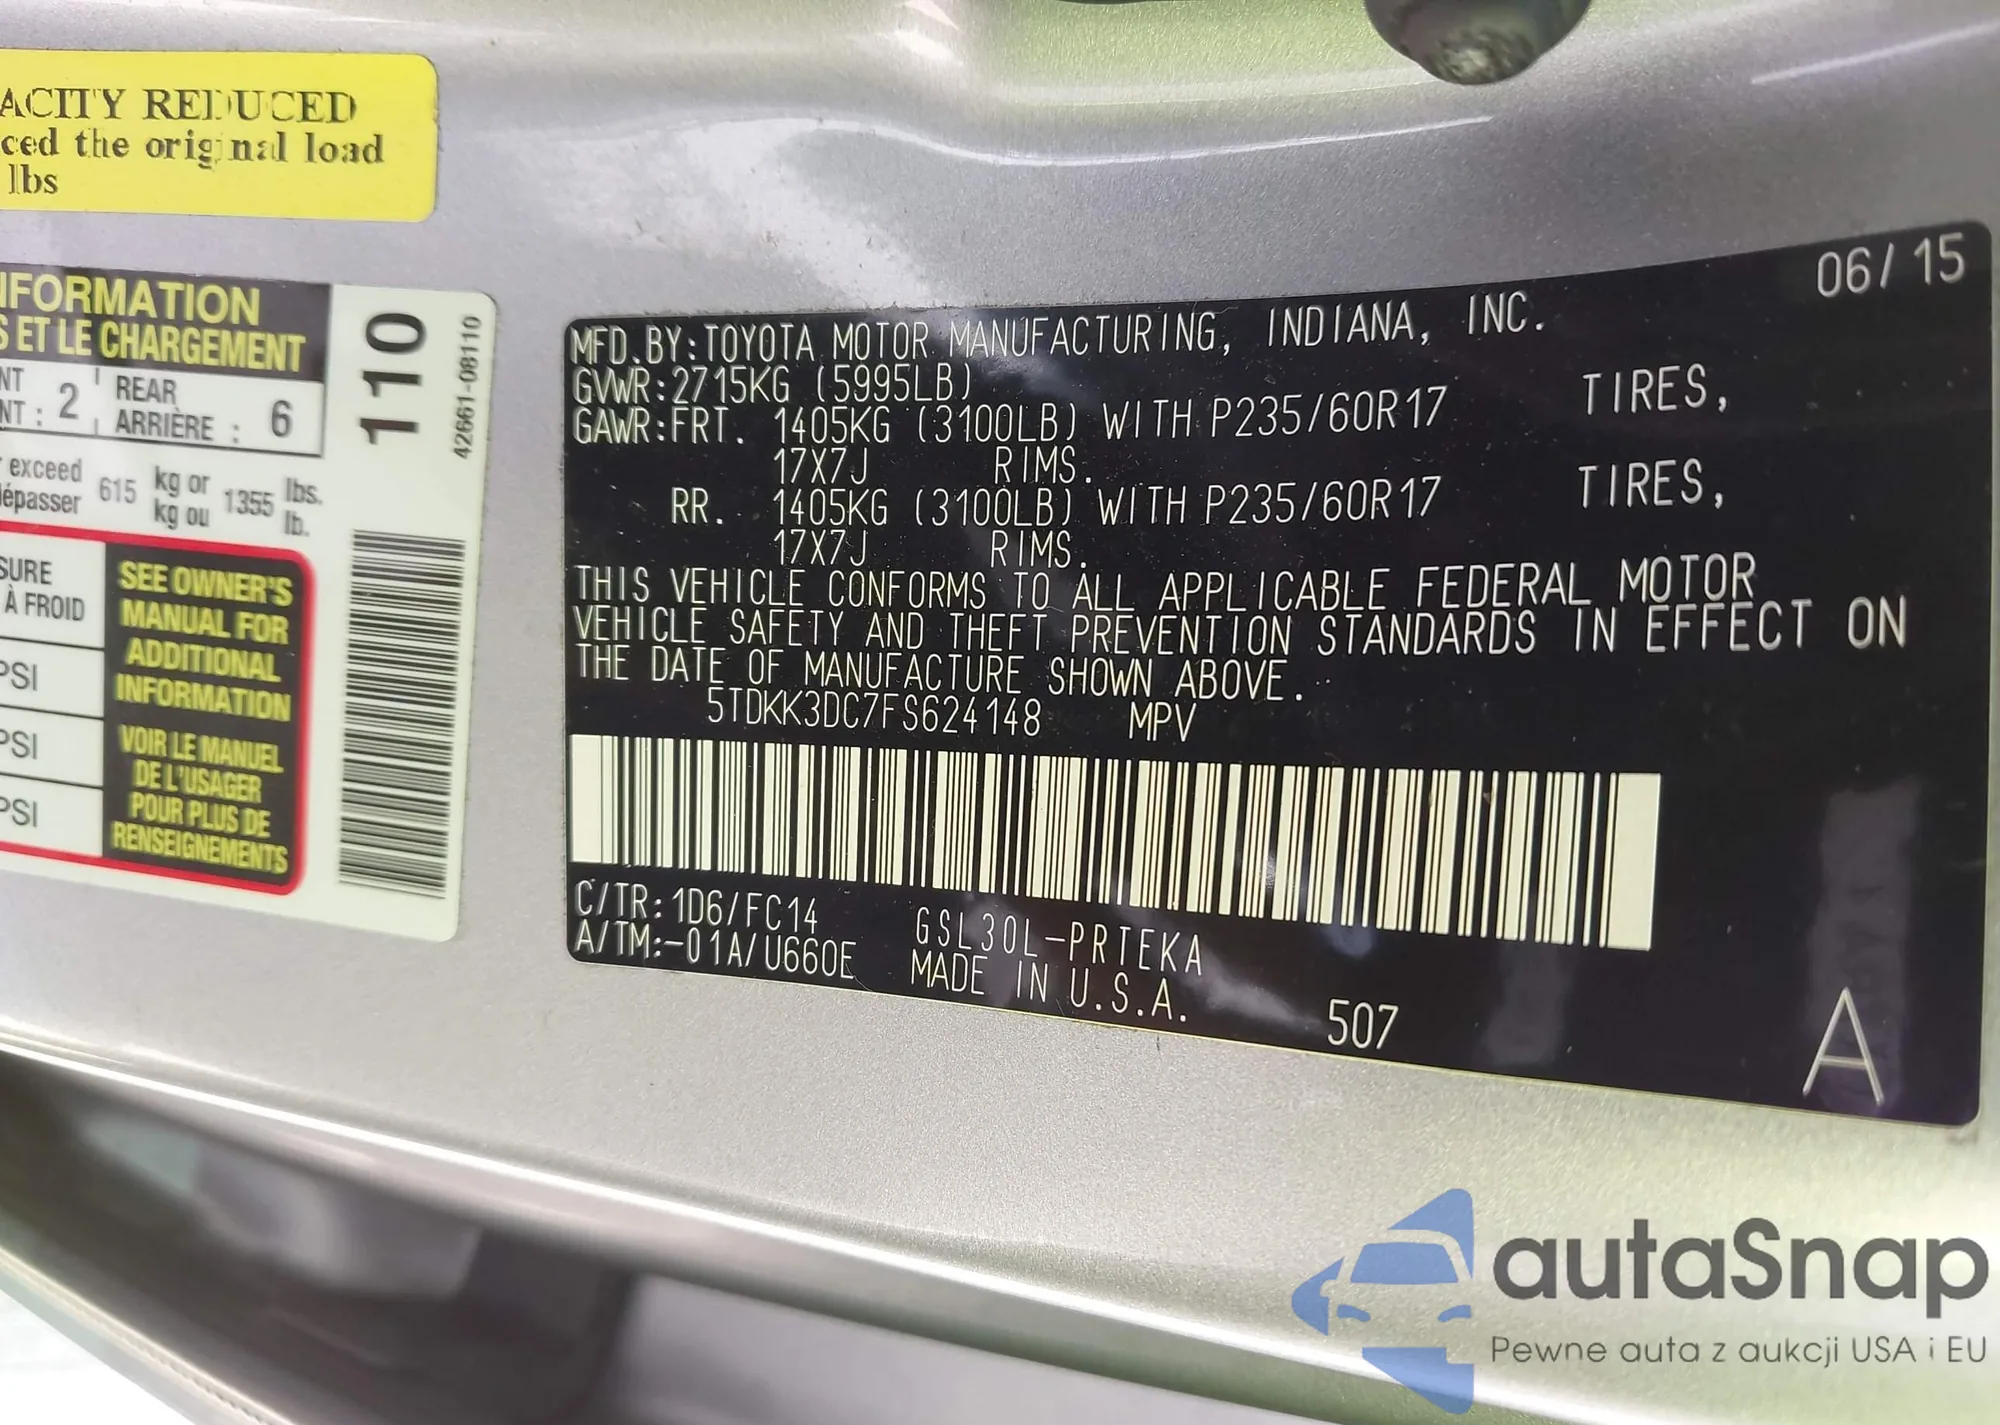 ACITY REDUCED
ced the original load
lbs
NFORMATION
S ET LE CHARGEMENT
NT
NT : 2
REAR
ARRIÈRE : 6
exceed
dépasser 615 kg or
kg ou 1355 lbs.
lb.
SURE
À FROID
PSI
PSI
PSI
SEE OWNER'S
MANUAL FOR
ADDITIONAL
INFORMATION
VOIR LE MANUEL
DE L'USAGER
POUR PLUS DE
RENSEIGNEMENTS
110
42661-08110
06/15
MFD.BY:TOYOTA MOTOR MANUFACTURING, INDIANA, INC.
GVWR:2715KG (5995LB)
GAWR:FRT. 1405KG (3100LB) WITH P235/60R17 TIRES,
17X7J RIMS.
RR. 1405KG (3100LB) WITH P235/60R17 TIRES,
17X7J RIMS.
THIS VEHICLE CONFORMS TO ALL APPLICABLE FEDERAL MOTOR
VEHICLE SAFETY AND THEFT PREVENTION STANDARDS IN EFFECT ON
THE DATE OF MANUFACTURE SHOWN ABOVE.
5TDKK3DC7FS624148 MPV
C/TR:1D6/FC14 GSL30L-PRTEKA
A/TM:-01A/U660E MADE IN U.S.A.
507
A
autaSnap
Pewne auta z aukcji USA i EU